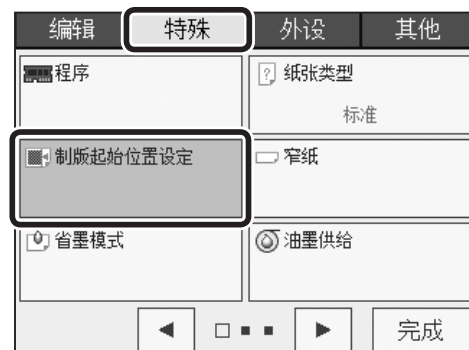 编辑 特殊 外设 其他
程序 纸张类型
标准
制版起始位置设定 窄纸
省墨模式 油墨供给
完成